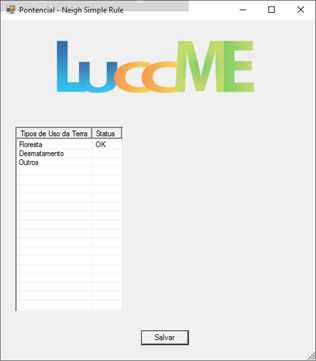 Pontencial - Neigh Simple Rule
LuccME
Tipos de Uso da Terra Status
Floresta OK
Desmatamento
Outros
Salvar